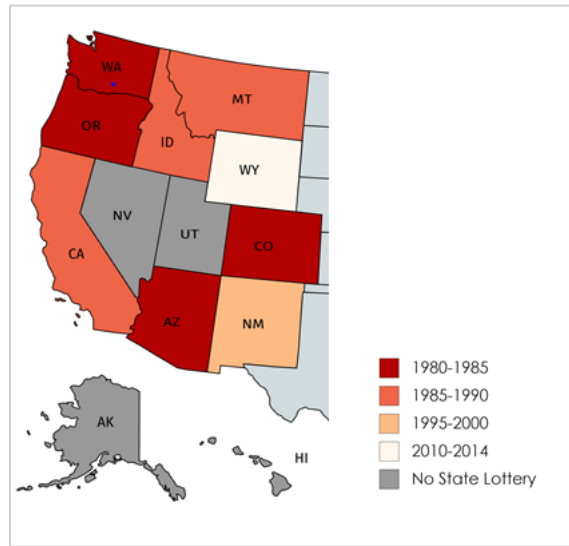 WA
MT
OR
ID
WY
NV
UT
CO
CA
AZ
NM
AK
HI
1980-1985
1985-1990
1995-2000
2010-2014
No State Lottery